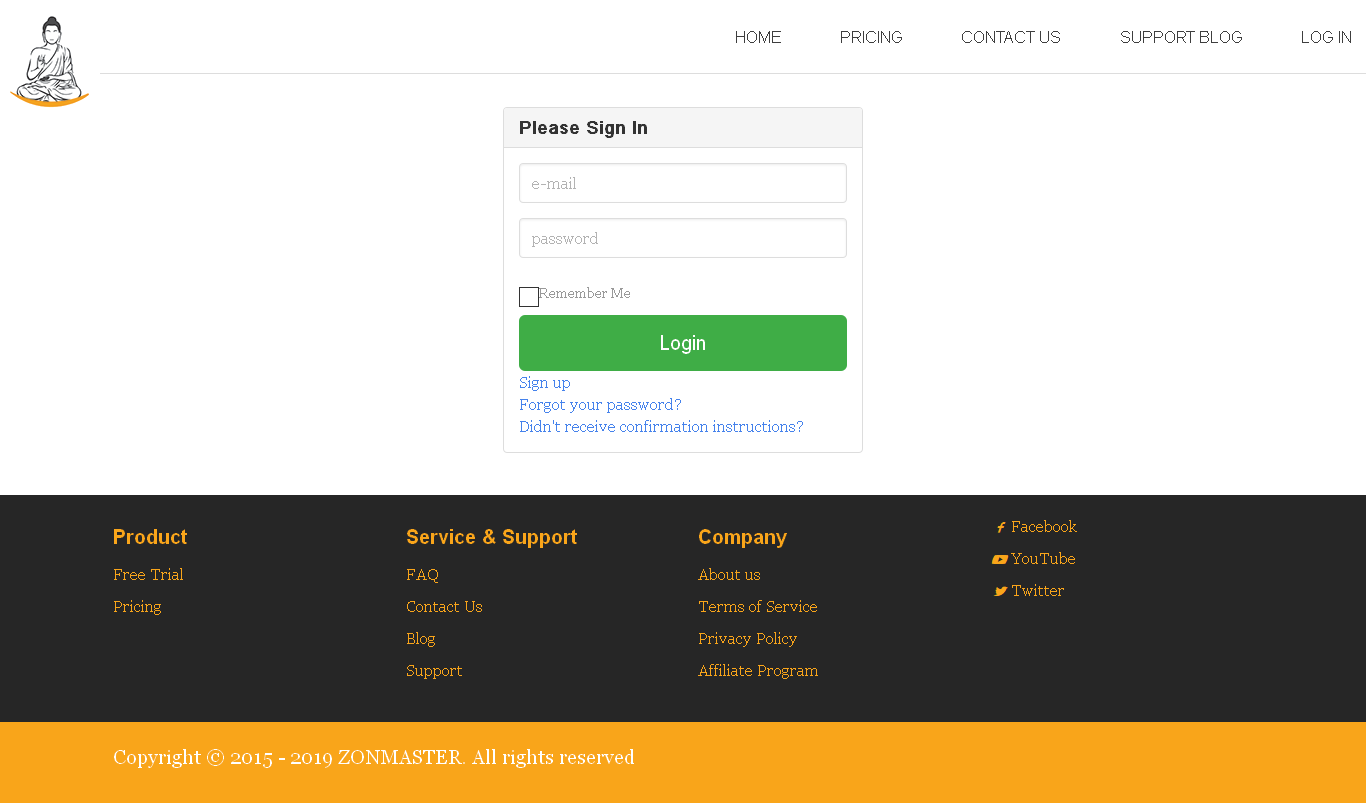 HOME PRICING CONTACT US SUPPORT BLOG LOG IN
Please Sign In
e-mail
password
Remember Me
Login
Sign up
Forgot your password?
Didn't receive confirmation instructions?
Product
Free Trial
Pricing
Service & Support
FAQ
Contact Us
Blog
Support
Company
About us
Terms of Service
Privacy Policy
Affiliate Program
Facebook
YouTube
Twitter
Copyright © 2015 - 2019 ZONMASTER. All rights reserved